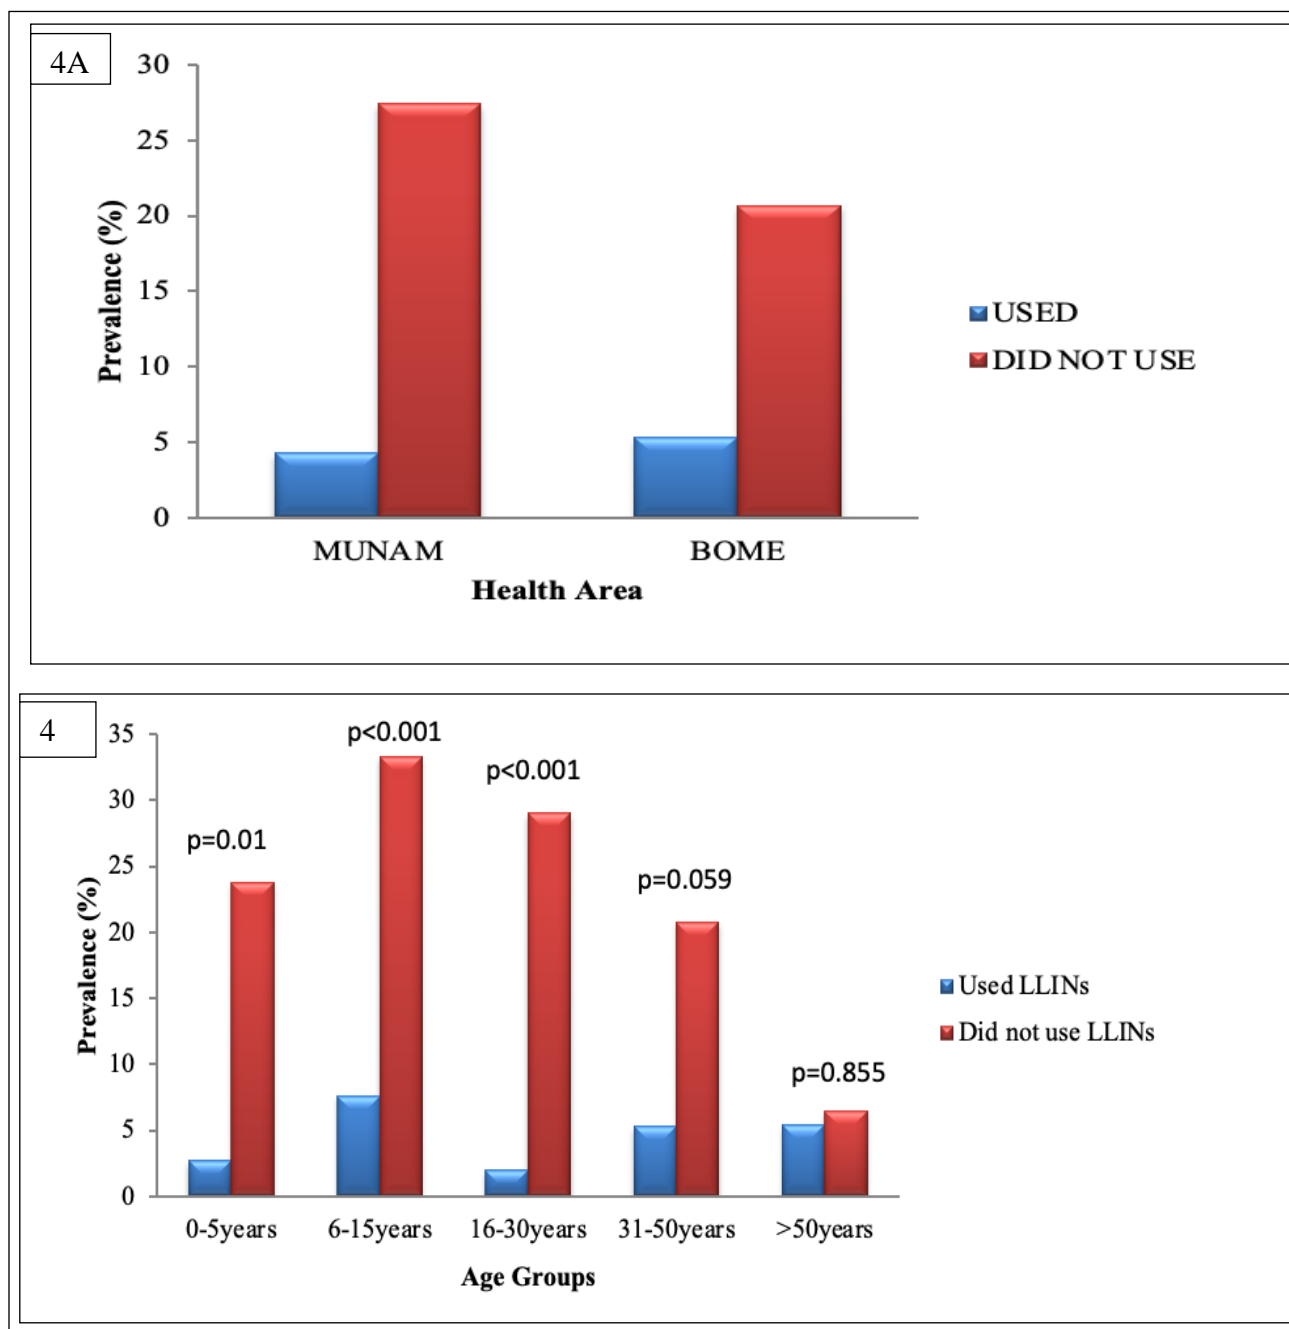 4A
30
25
20
15
10
5
0
Prevalence (%)
MUNAM BOME
Health Area
USED
DID NOT USE
4
35
30
25
20
15
10
5
0
Prevalence (%)
p=0.01
p<0.001
p<0.001
p=0.059
p=0.855
0-5years 6-15years 16-30years 31-50years >50years
Age Groups
Used LLINs
Did not use LLINs